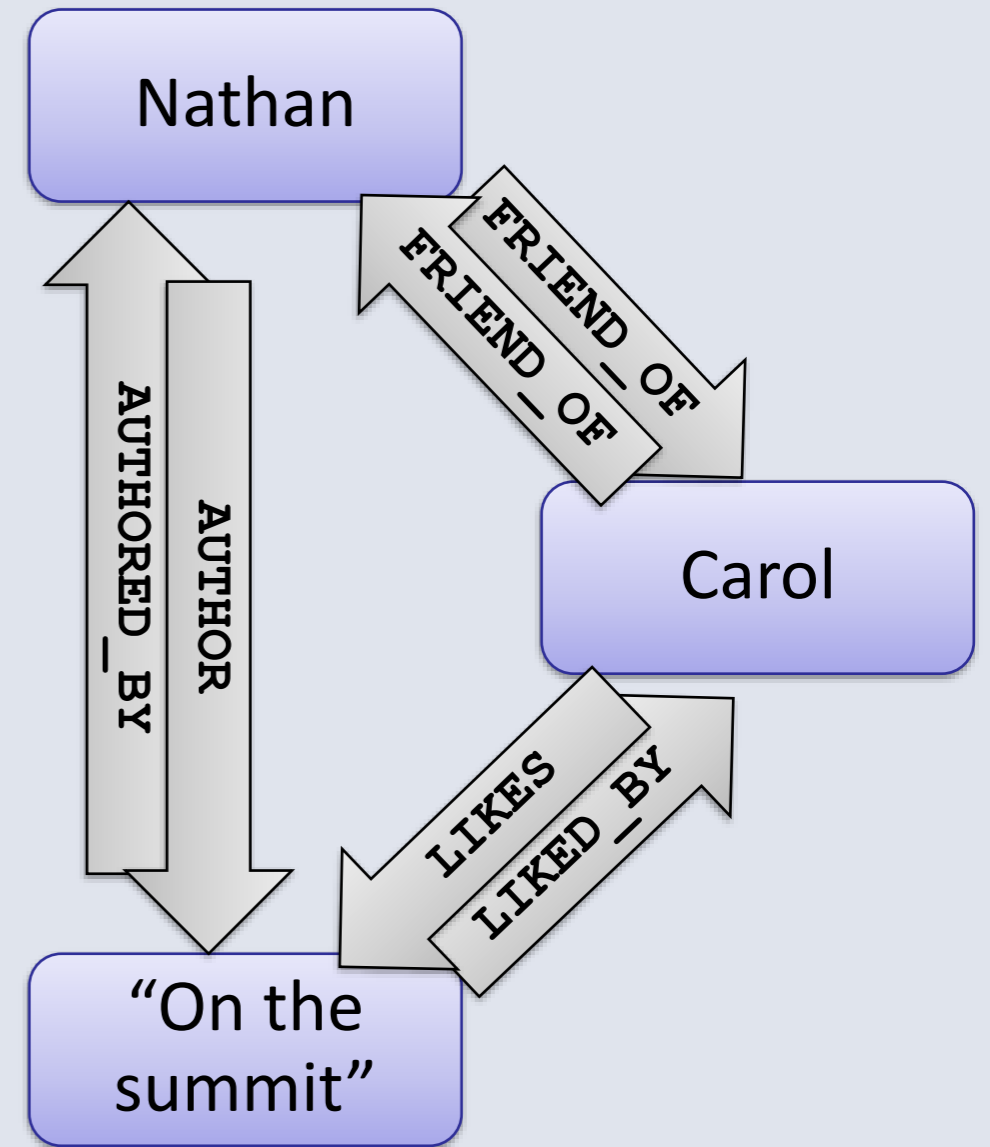 Nathan
FRIEND_OF
FRIEND_OF
AUTHORED_BY
AUTHOR
Carol
LIKES
LIKED_BY
“On the
summit”